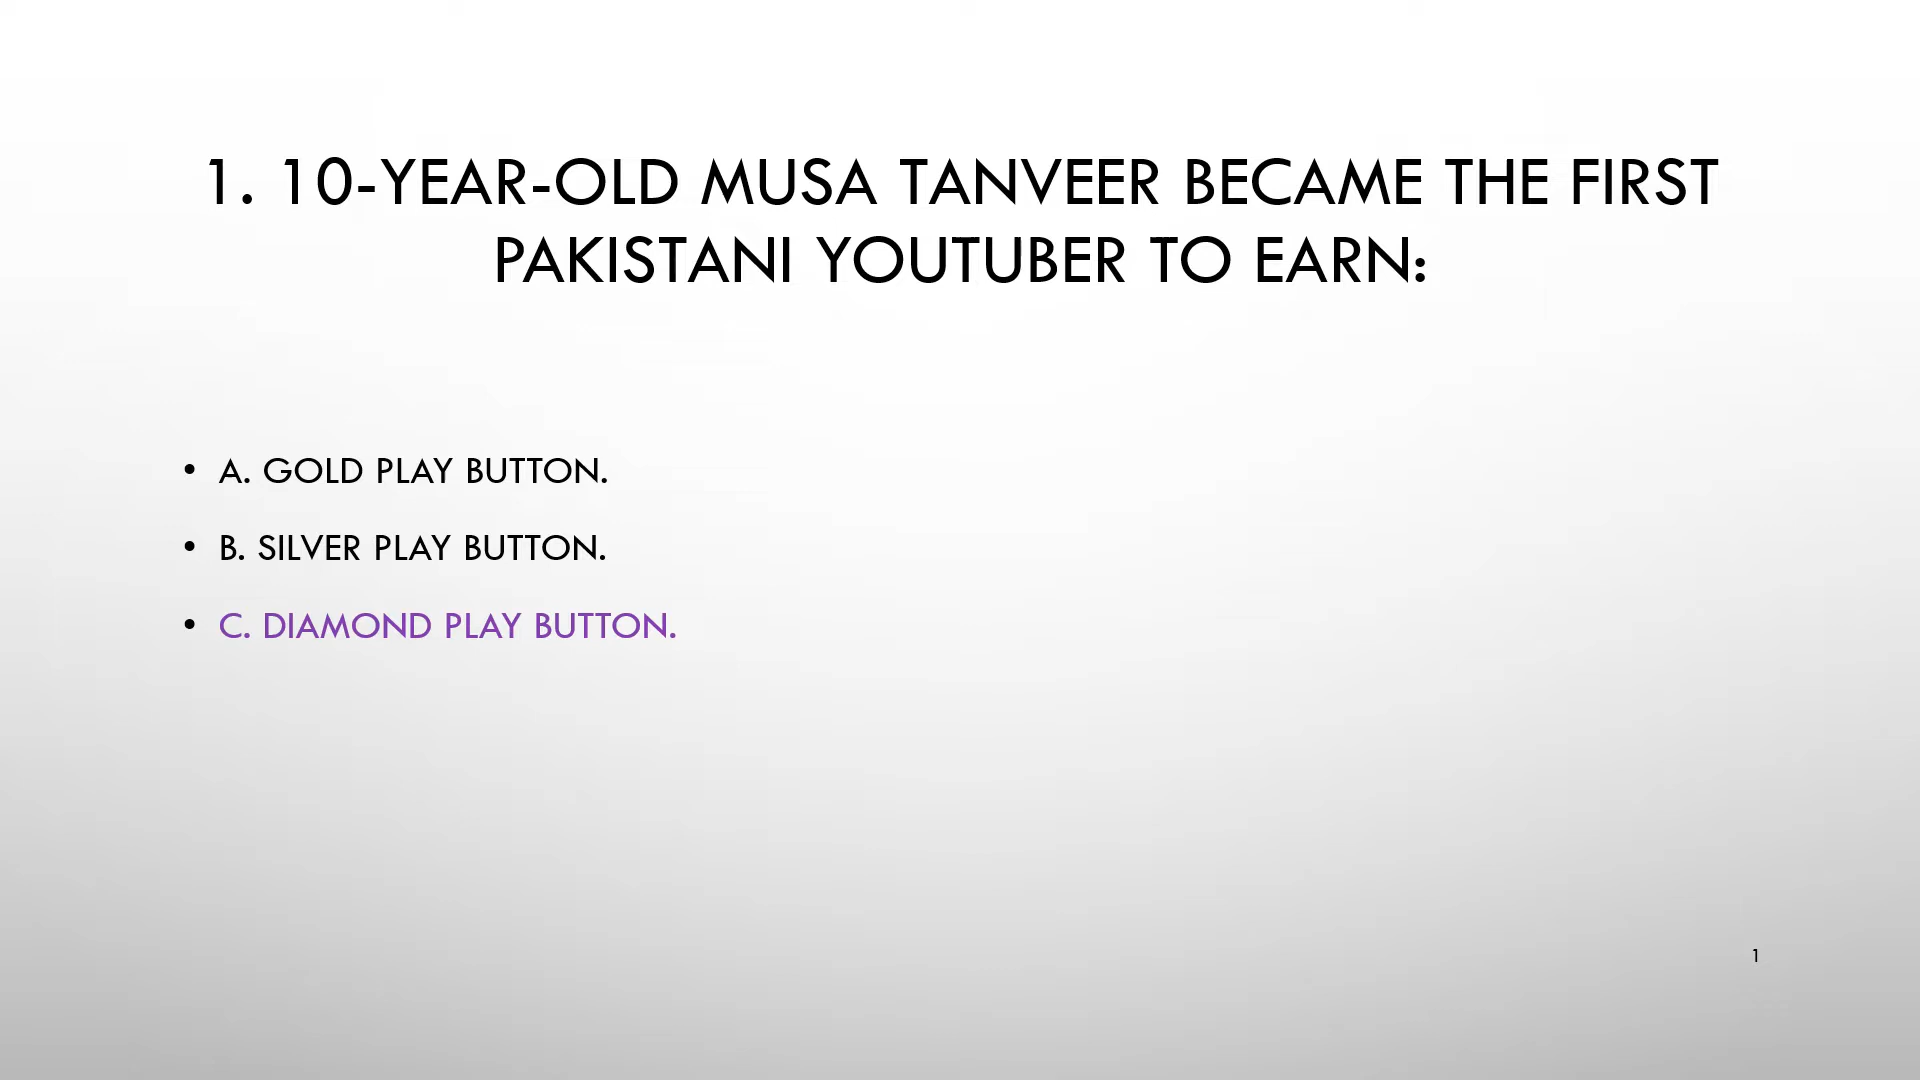 1. 10-YEAR-OLD MUSA TANVEER BECAME THE FIRST
PAKISTANI YOUTUBER TO EARN:
• A. GOLD PLAY BUTTON.
• B. SILVER PLAY BUTTON.
• C. DIAMOND PLAY BUTTON.
1